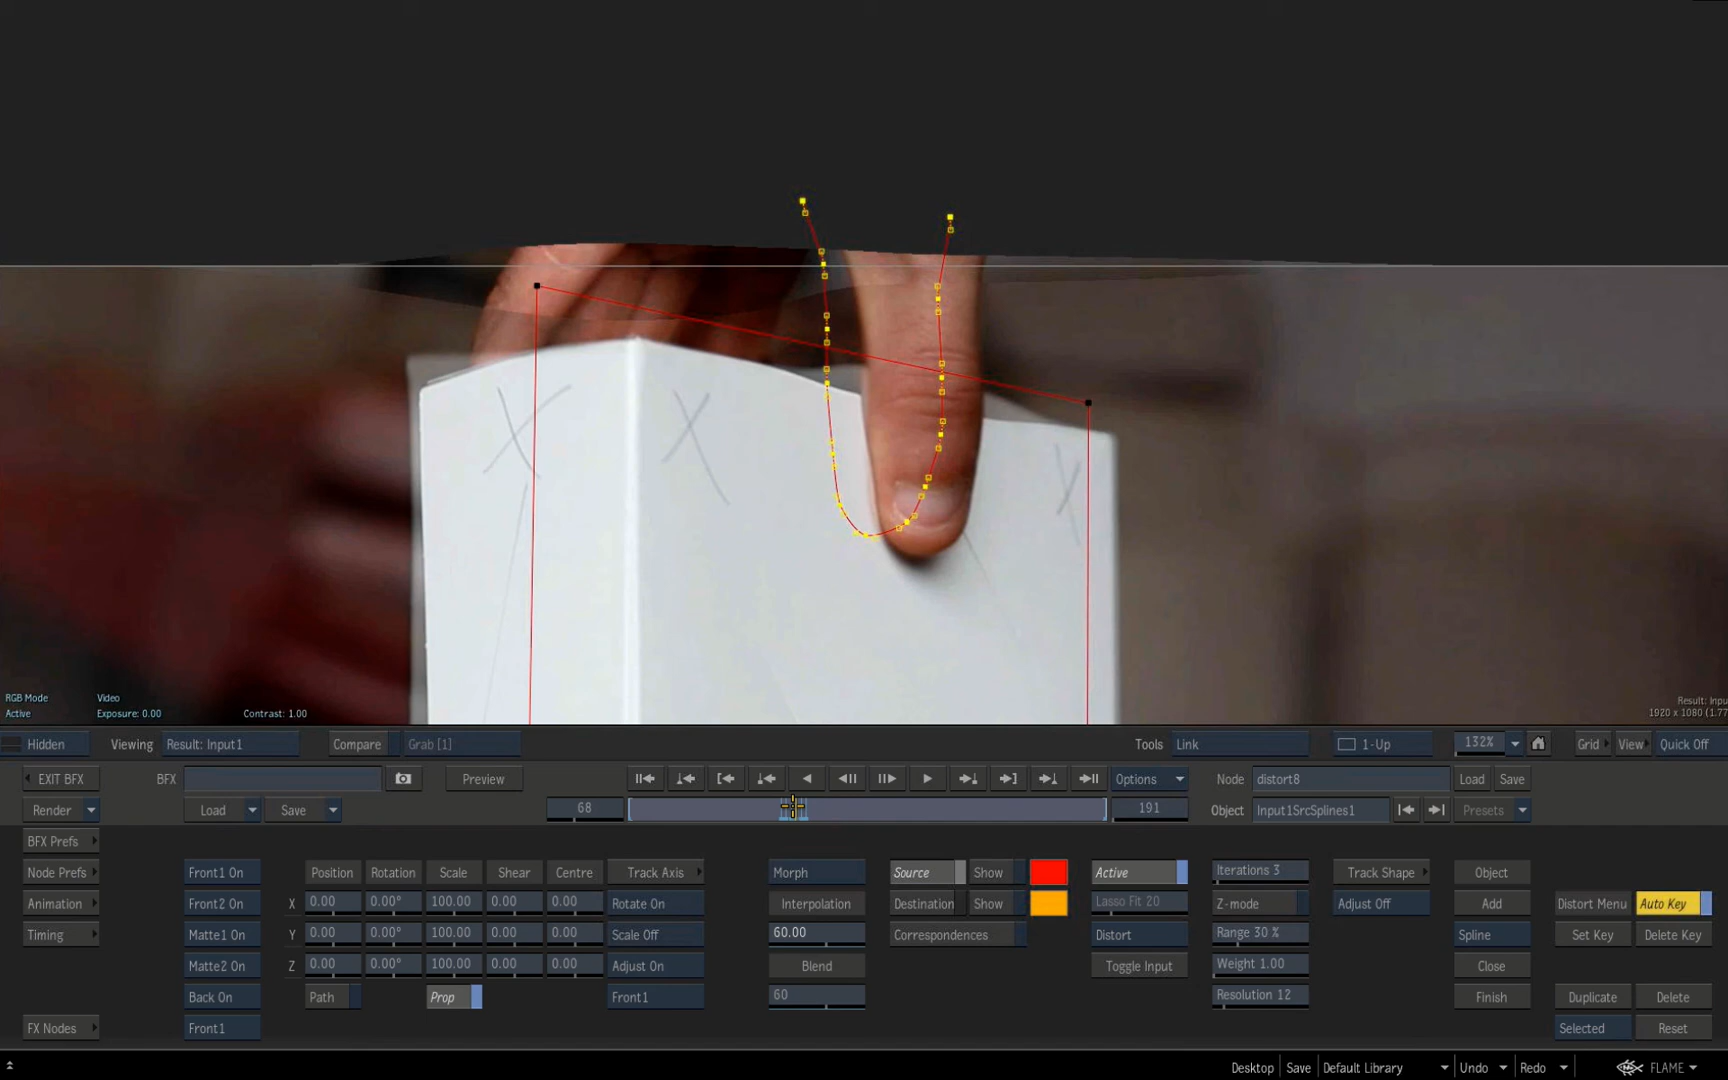 RGB Mode Video
Active Exposure: 0.00 Contrast: 1.00
Result: Inpu
1920 x 1080 (1.77
Hidden Viewing Result: Input1 Compare Grab [1] Tools Link 1-Up 132% Grid View Quick Off
EXIT BFX BFX Preview Options Node distort8 Load Save
Render Load Save 68 191 Object Input1SrcSplines1 Presets
BFX Prefs
Node Prefs Front1 On Position Rotation Scale Shear Centre Track Axis Morph Source Show Active Iterations 3 Track Shape Object
Animation Front2 On X 0.00 0.00° 100.00 0.00 0.00 Rotate On Interpolation Destination Show Lasso Fit 20 Z-mode Adjust Off Add Distort Menu Auto Key
Timing Matte1 On Y 0.00 0.00° 100.00 0.00 0.00 Scale Off 60.00 Correspondences Distort Range 30 % Spline Set Key Delete Key
Matte2 On Z 0.00 0.00° 100.00 0.00 0.00 Adjust On Blend Toggle Input Weight 1.00 Close
Back On Path Prop Front1 60 Resolution 12 Finish Duplicate Delete
FX Nodes Front1 Selected Reset
Desktop Save Default Library Undo Redo FLAME